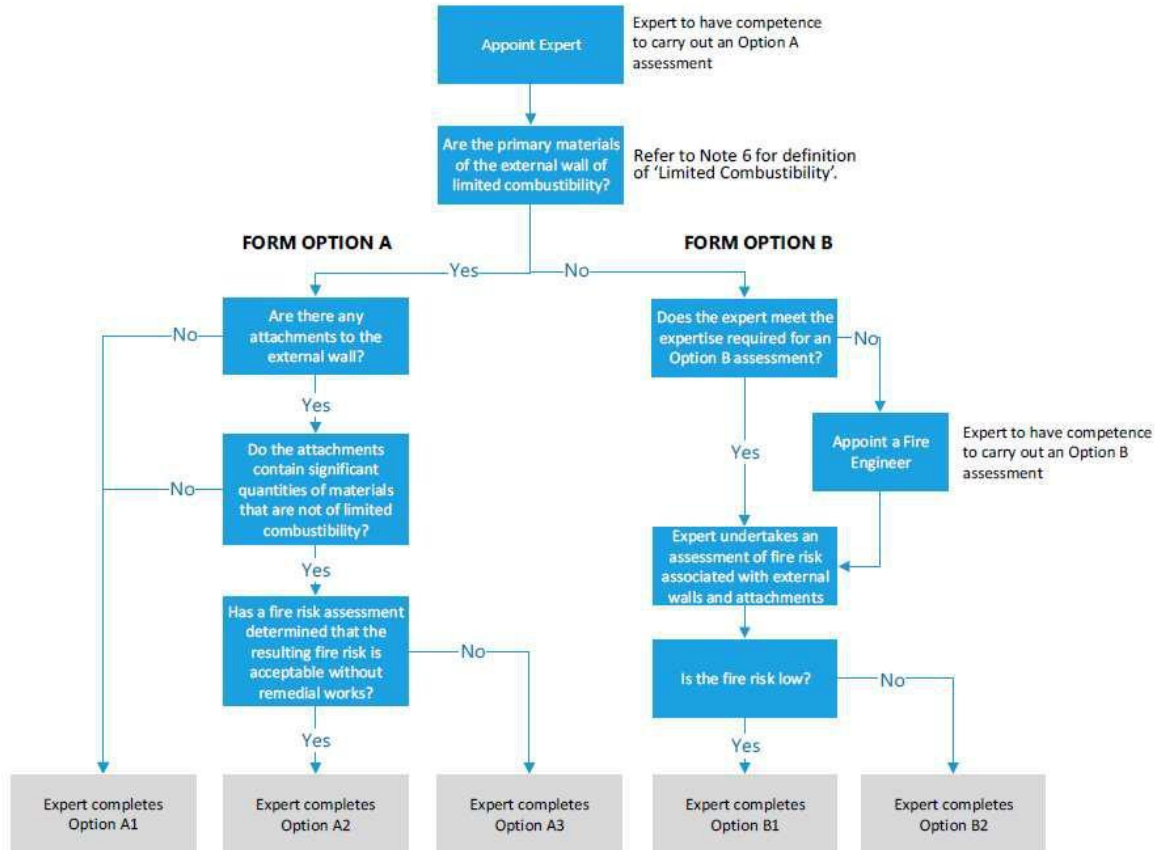 Appoint Expert
Expert to have competence
to carry out an Option A
assessment
Are the primary materials
of the external wall of
limited combustibility?
Refer to Note 6 for definition
of ‘Limited Combustibility’.
FORM OPTION A
FORM OPTION B
Yes
No
Are there any
attachments to the
external wall?
No
Yes
Do the attachments
contain significant
quantities of materials
that are not of limited
combustibility?
No
Yes
Has a fire risk assessment
determined that the
resulting fire risk is
acceptable without
remedial works?
No
Yes
Does the expert meet the
expertise required for an
Option B assessment?
No
Yes
Appoint a Fire
Engineer
Expert to have competence
to carry out an Option B
assessment
Expert undertakes an
assessment of fire risk
associated with external
walls and attachments
Is the fire risk low?
No
Yes
Expert completes
Option A1
Expert completes
Option A2
Expert completes
Option A3
Expert completes
Option B1
Expert completes
Option B2